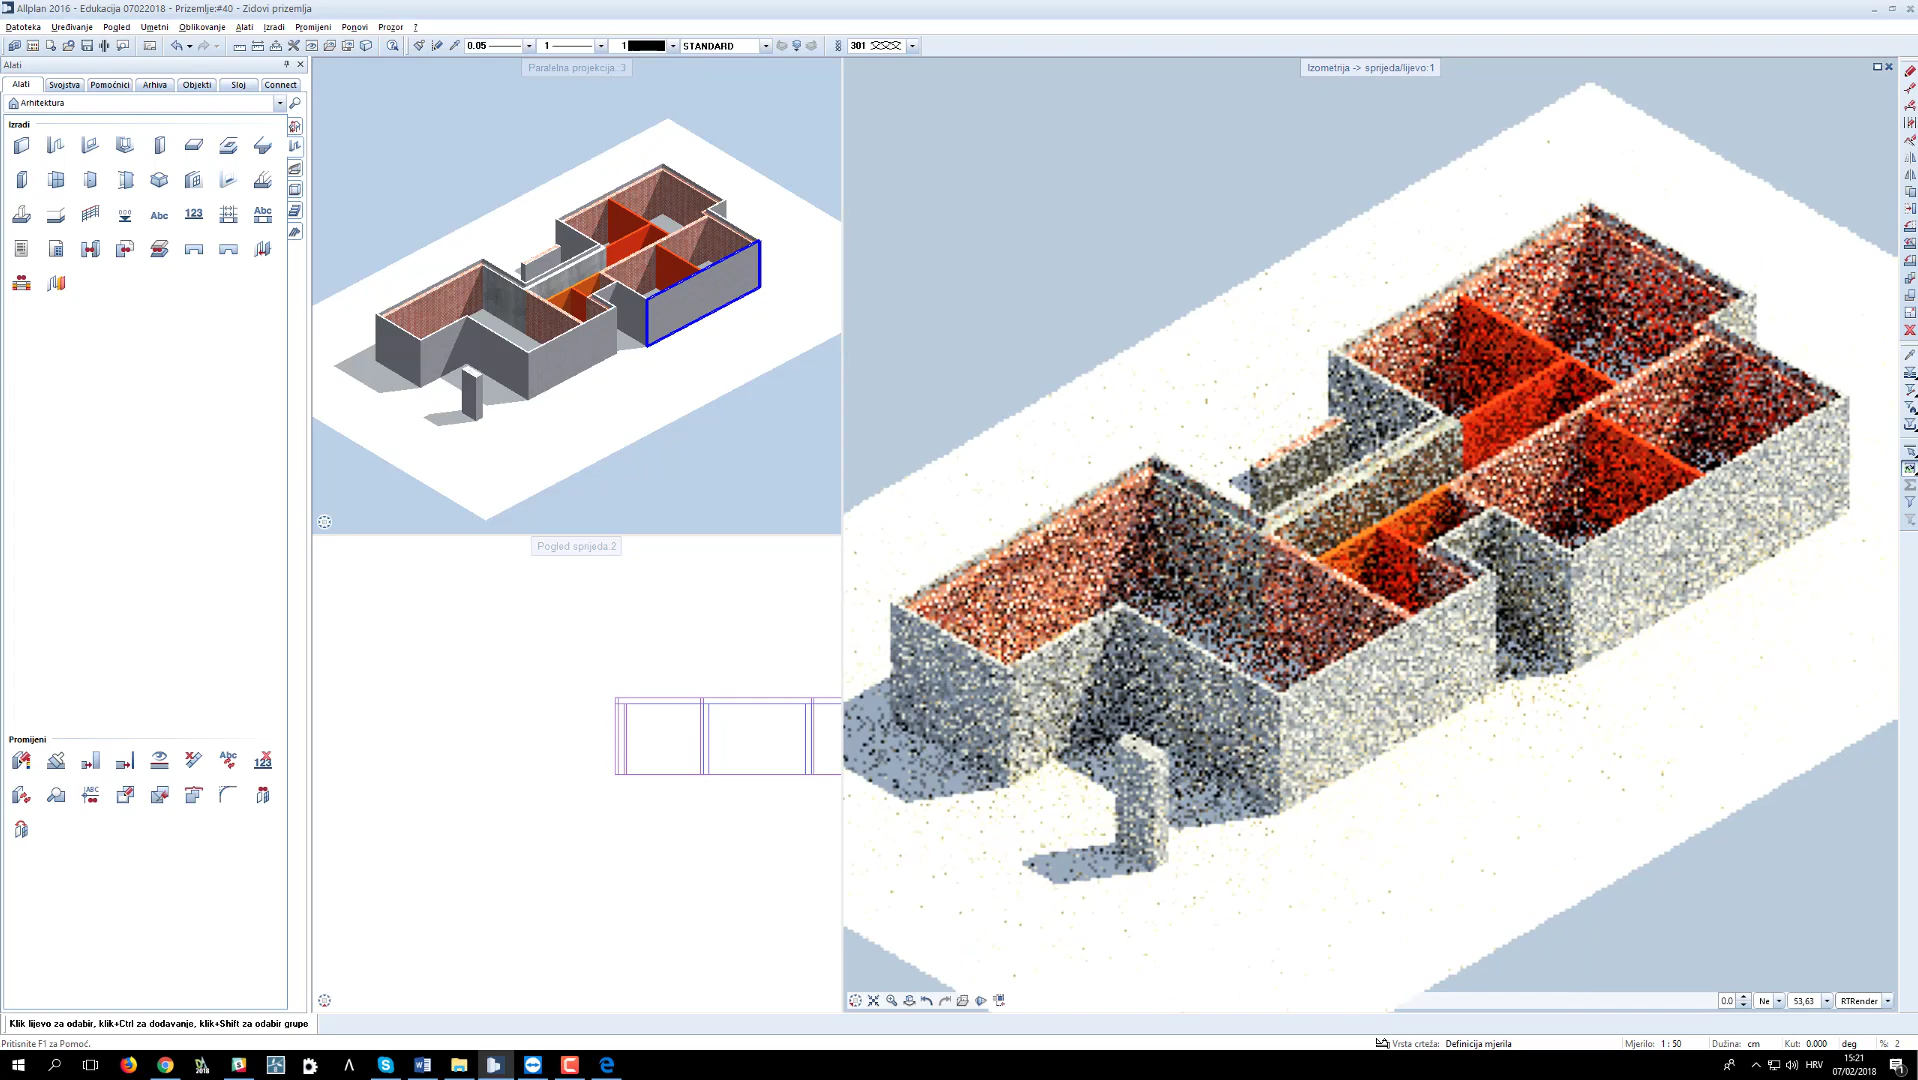 Allplan 2016 - Edukacija 07022018 - Prizemlje:#40 - Zidovi prizemlja
Datoteka Uređivanje Pogled Umetni Oblikovanje Alati Izradi Promijeni Ponovi Prozor ?
0.05 1 1 STANDARD 301
Alati
Alati Svojstva Pomoćnici Arhiva Objekti Sloj Connect
Arhitektura
Izradi
Abc 123 Abc
Paralelna projekcija.:3
Izometrija -> sprijeda/lijevo:1
Pogled sprijeda:2
Promijeni
Abc 123
ABC
0.0 Ne 53,63 RTRender
Klik lijevo za odabir, klik+Ctrl za dodavanje, klik+Shift za odabir grupe
Pritisnite F1 za Pomoć.
Vrsta crteža: Definicija mjerila Mjerilo: 1 : 50 Dužina: cm Kut: 0.000 deg %: 2
HRV
15:21
07/02/2018